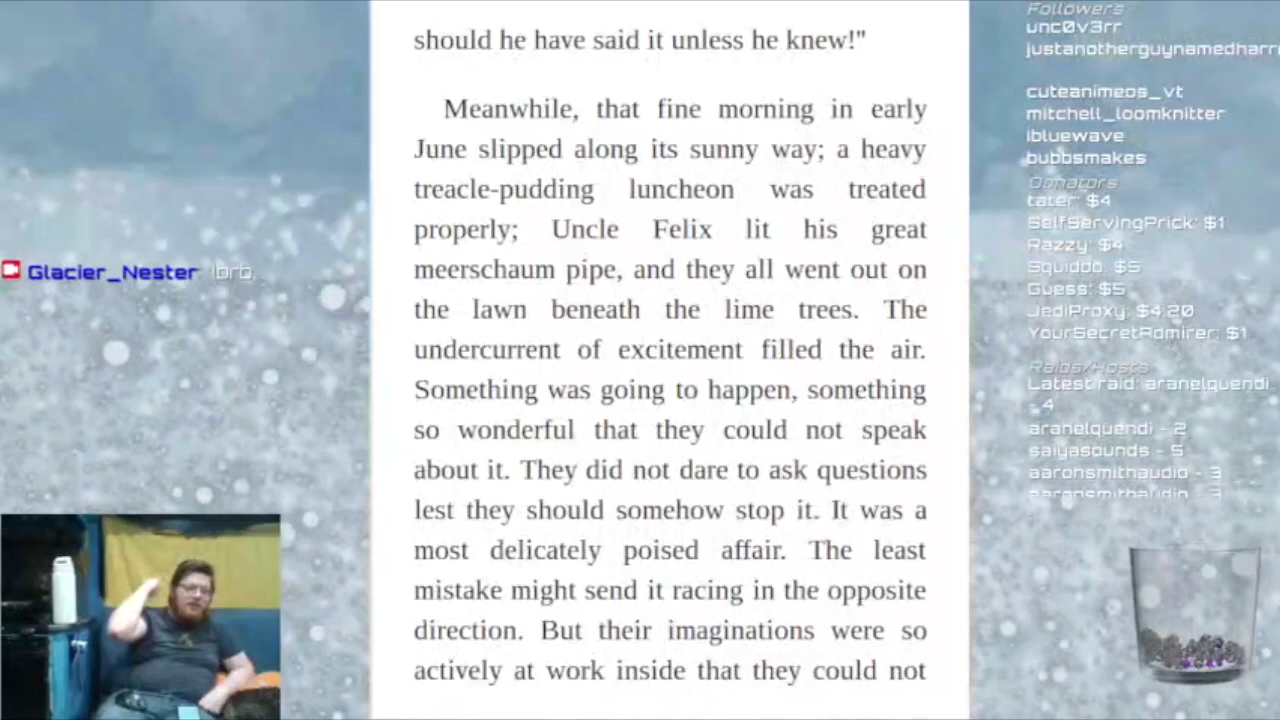 should he have said it unless he knew!"
Meanwhile, that fine morning in early
June slipped along its sunny way; a heavy
treacle-pudding luncheon was treated
properly; Uncle Felix lit his great
meerschaum pipe, and they all went out on
the lawn beneath the lime trees. The
undercurrent of excitement filled the air.
Something was going to happen, something
so wonderful that they could not speak
about it. They did not dare to ask questions
lest they should somehow stop it. It was a
most delicately poised affair. The least
mistake might send it racing in the opposite
direction. But their imaginations were so
actively at work inside that they could not
Glacier_Nester: !brb
Followers
unc0v3rr
justanotherguynamedharr
cuteanimeos_vt
mitchell_loomknitter
ibluewave
bubbsmakes
Donators
tater: $4
SelfServingPrick: $1
Razzy: $4
Squiddo: $5
Guess: $5
JediProxy: $4.20
YourSecretAdmirer: $1
Raids/Hosts
Latest raid: aranelquendi
- 4
aranelquendi - 2
saiyasounds - 5
aaronsmithaudio - 3
aaronsmithaudio - 3